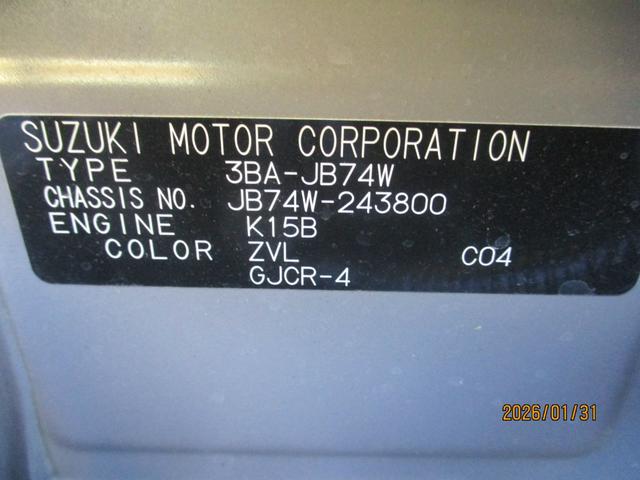 SUZUKI MOTOR CORPORATION
TYPE 3BA-JB74W
CHASSIS NO. JB74W-243800
ENGINE K15B
COLOR ZVL C04
GJCR-4
2026/01/31